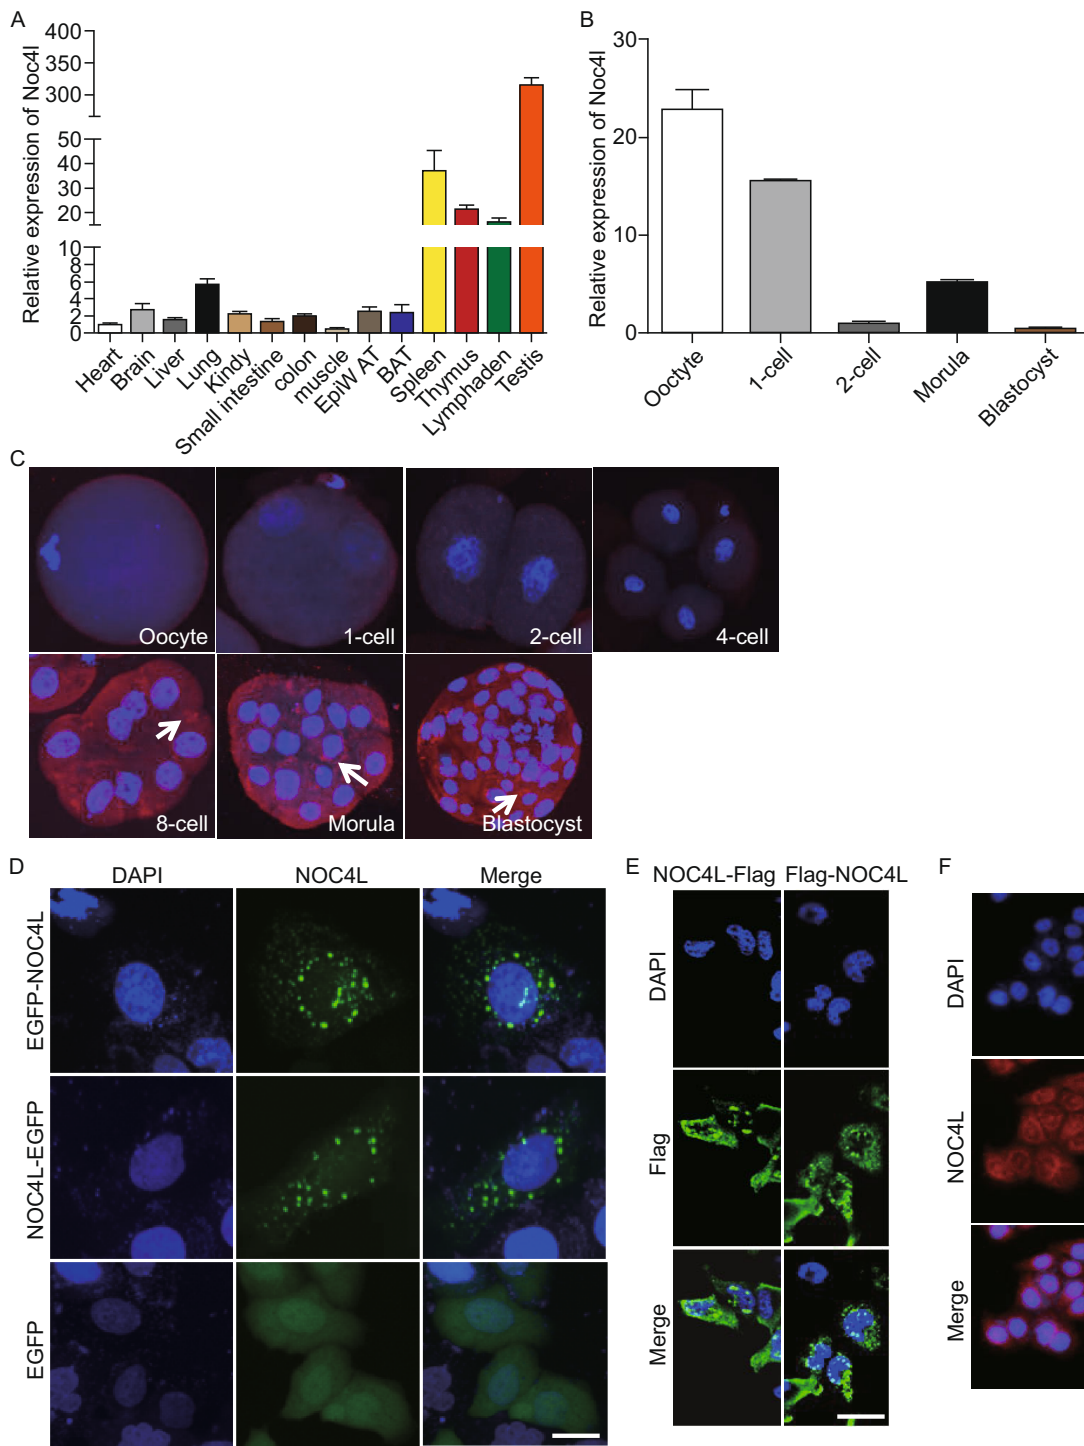 A
Relative expression of Noc4l
400
350
300
50
40
30
20
10
8
6
4
2
0
Heart
Brain
Liver
Lung
Kindy
Small intestine
colon
muscle
EpiW AT
BAT
Spleen
Thymus
Lymphaden
Testis
B
Relative expression of Noc4l
30
20
10
0
Ooctyte
1-cell
2-cell
Morula
Blastocyst
C
Oocyte
1-cell
2-cell
4-cell
8-cell
Morula
Blastocyst
D
DAPI NOC4L Merge
EGFP-NOC4L
NOC4L-EGFP
EGFP
E
NOC4L-Flag Flag-NOC4L
DAPI
Flag
Merge
F
DAPI
NOC4L
Merge